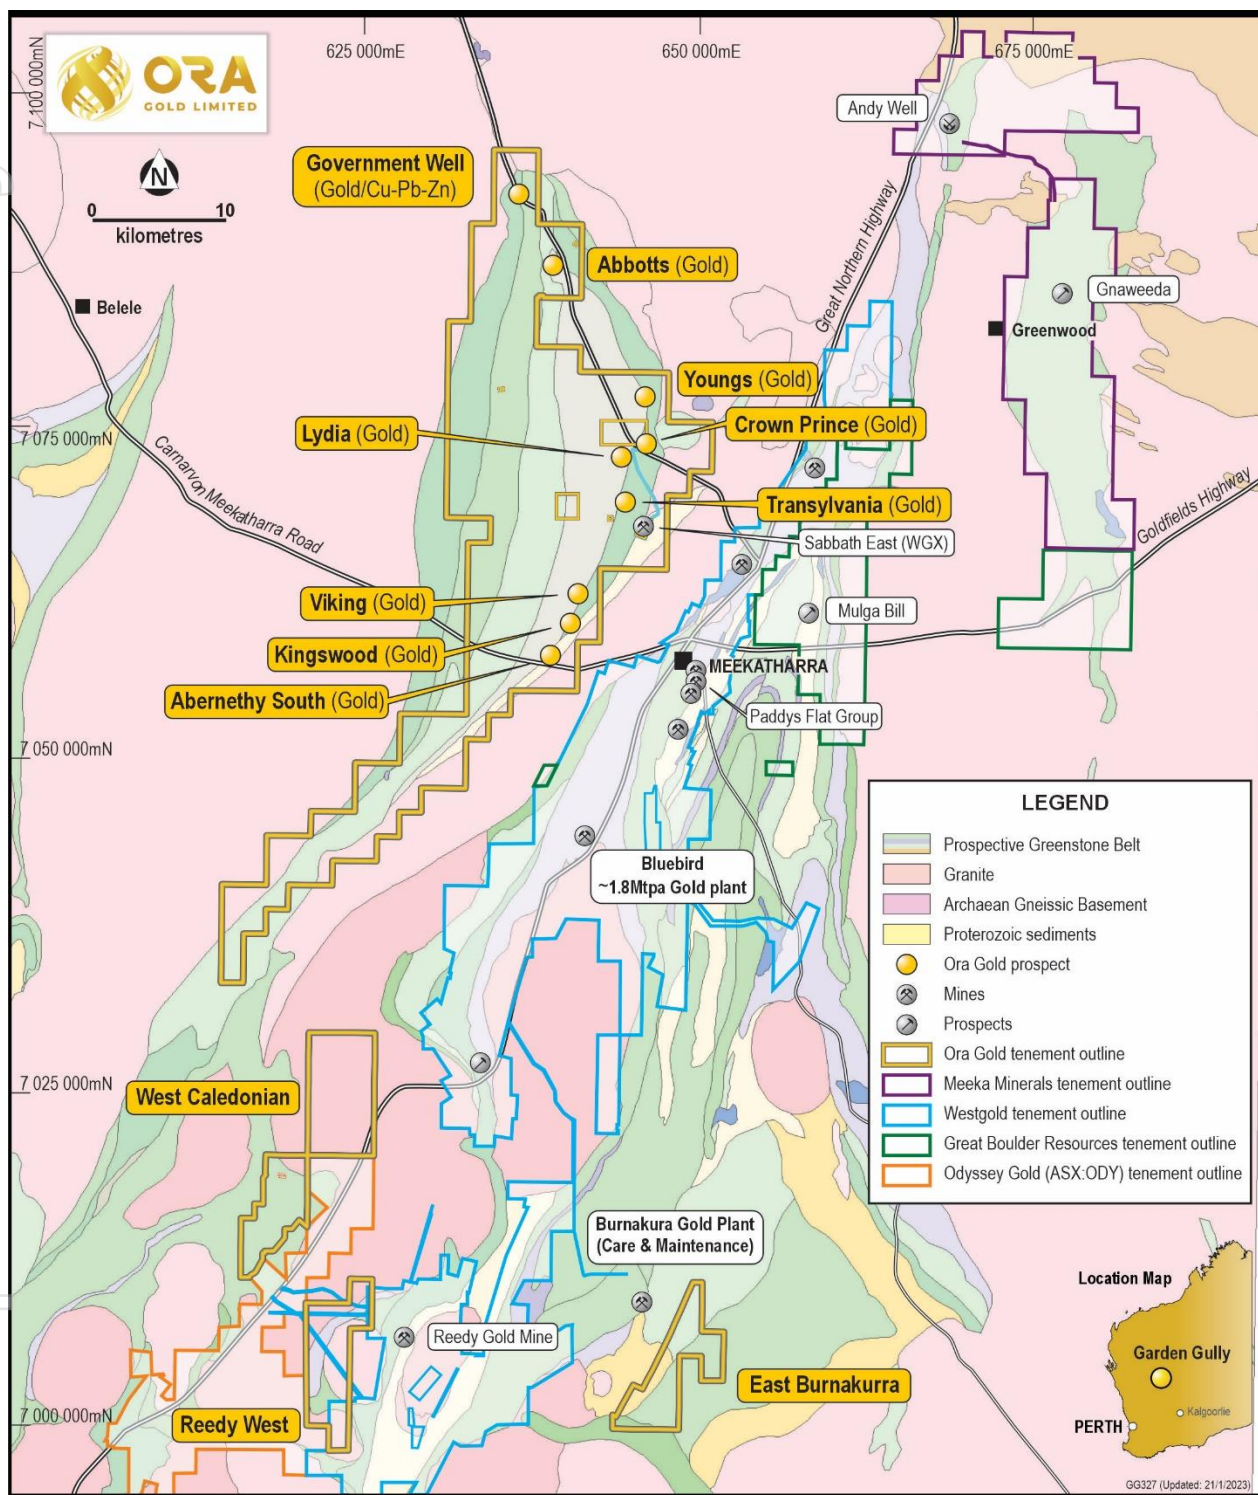 ORA
GOLD LIMITED
625 000mE
650 000mE
675 000mE
7 100 000mN
7 075 000mN
7 050 000mN
7 025 000mN
7 000 000mN
N
0 10
kilometres
Government Well
(Gold/Cu-Pb-Zn)
Abbotts (Gold)
Andy Well
Great Northern Highway
Gnaweeda
Greenwood
Belele
Youngs (Gold)
Crown Prince (Gold)
Lydia (Gold)
Carnarvon Meekatharra Road
Transylvania (Gold)
Goldfields Highway
Sabbath East (WGX)
Viking (Gold)
Mulga Bill
Kingswood (Gold)
MEEKATHARRA
Abernethy South (Gold)
Paddys Flat Group
Bluebird
~1.8Mtpa Gold plant
LEGEND
Prospective Greenstone Belt
Granite
Archaean Gneissic Basement
Proterozoic sediments
Ora Gold prospect
Mines
Prospects
Ora Gold tenement outline
Meeka Minerals tenement outline
Westgold tenement outline
Great Boulder Resources tenement outline
Odyssey Gold (ASX:ODY) tenement outline
West Caledonian
Burnakura Gold Plant
(Care & Maintenance)
Reedy Gold Mine
East Burnakurra
Reedy West
Location Map
Garden Gully
Kalgoorlie
PERTH
GG327 (Updated: 21/1/2023)